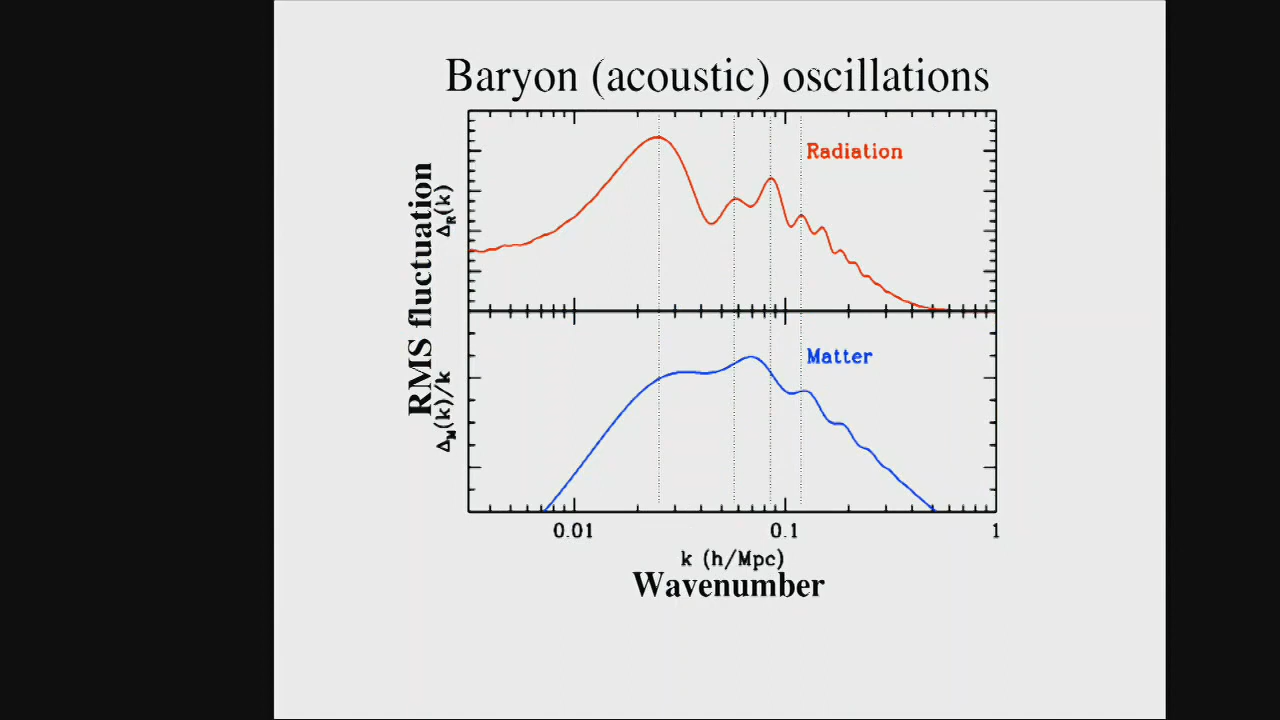 Baryon (acoustic) oscillations
RMS fluctuation
Δ_R(k)
Radiation
Δ_M(k)/k
Matter
0.01
0.1
1
k (h/Mpc)
Wavenumber